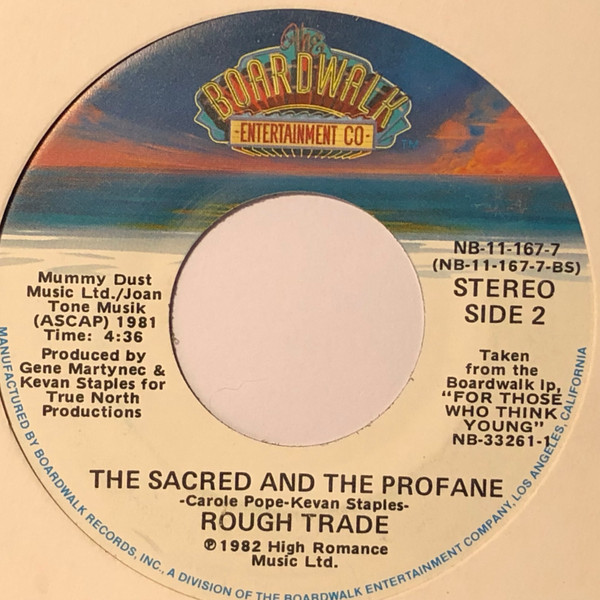 The
BOARDWALK
ENTERTAINMENT CO
TM
NB-11-167-7
(NB-11-167-7-BS)
STEREO
SIDE 2
Mummy Dust
Music Ltd./Joan
Tone Musik
(ASCAP) 1981
Time: 4:36
Produced by
Gene Martynec &
Kevan Staples for
True North
Productions
Taken
from the
Boardwalk lp,
"FOR THOSE
WHO THINK
YOUNG"
NB-33261-1
THE SACRED AND THE PROFANE
-Carole Pope-Kevan Staples-
ROUGH TRADE
℗1982 High Romance
Music Ltd.
MANUFACTURED BY BOARDWALK RECORDS, INC., A DIVISION OF THE BOARDWALK ENTERTAINMENT COMPANY, LOS ANGELES, CALIFORNIA